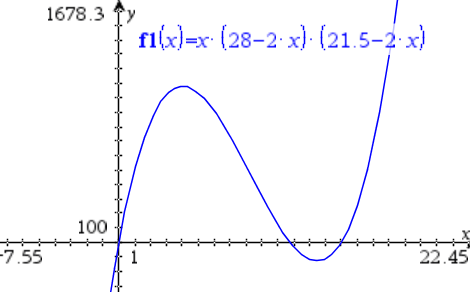 1678.3 y
f1(x)=x·(28−2·x)·(21.5−2·x)
100 x
-7.55 1 22.45